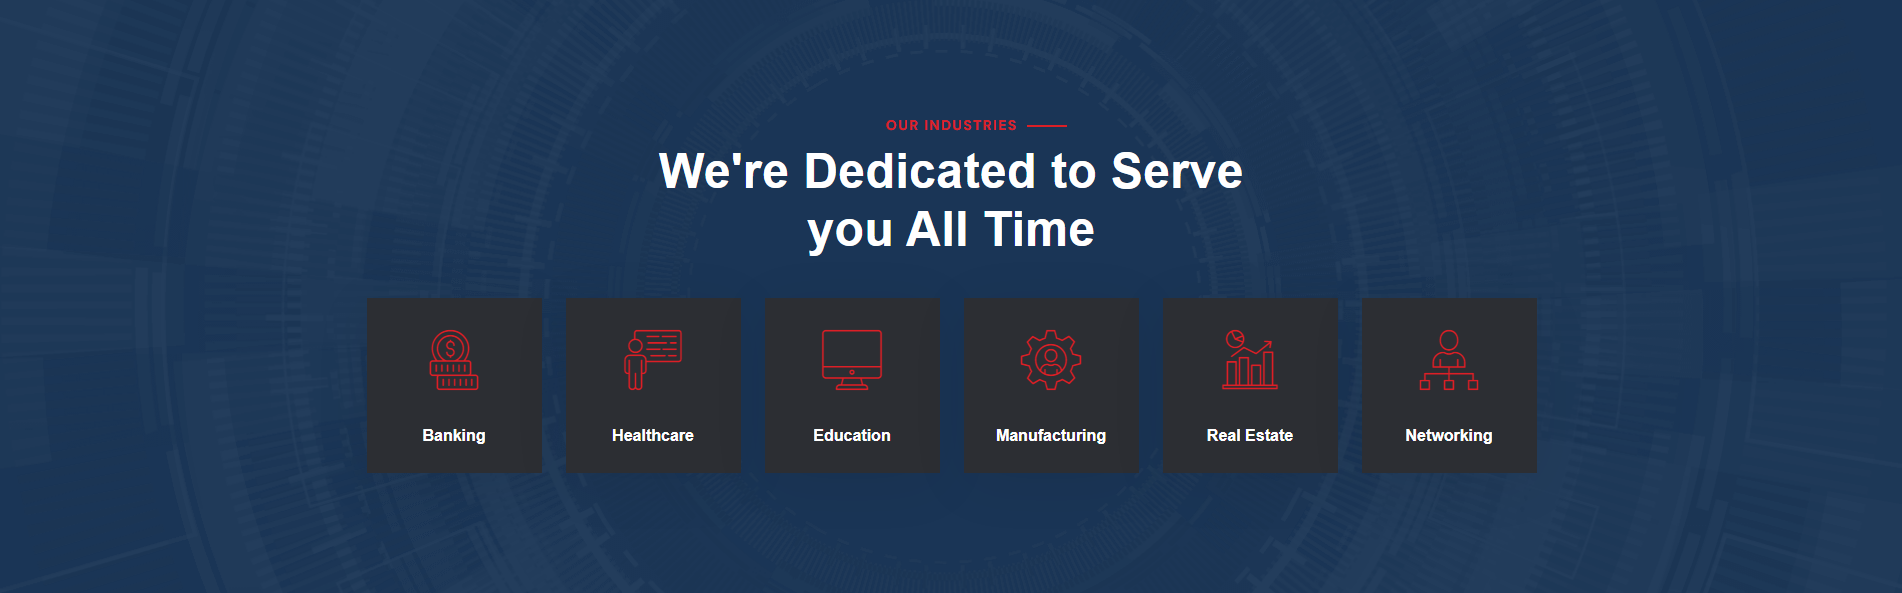 OUR INDUSTRIES
We're Dedicated to Serve
you All Time
$
Banking
Healthcare
Education
Manufacturing
Real Estate
Networking